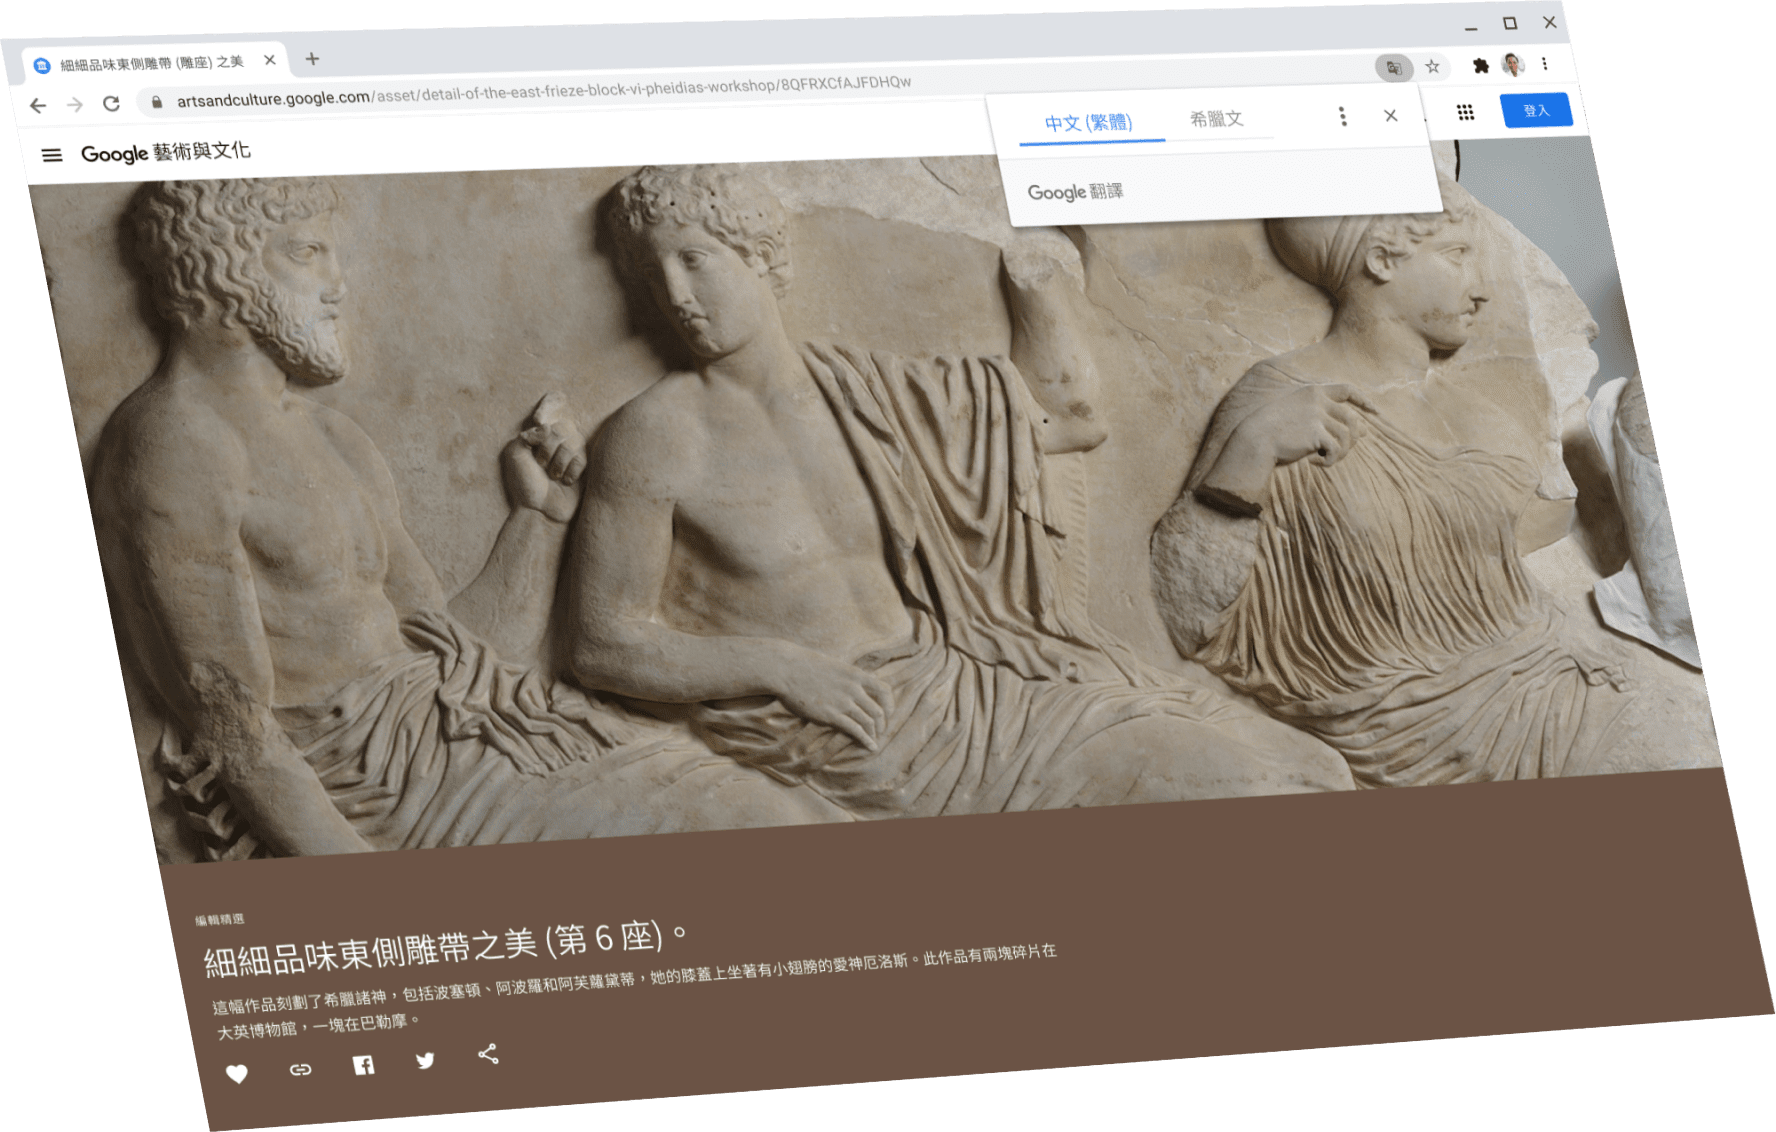 細細品味東側雕帶 (雕座) 之美
artsandculture.google.com/asset/detail-of-the-east-frieze-block-vi-pheidias-workshop/8QFRXCfAJFDHQw
中文 (繁體) 希臘文
登入
Google 藝術與文化
Google 翻譯
編輯精選
細細品味東側雕帶之美 (第 6 座)。
這幅作品刻劃了希臘諸神，包括波塞頓、阿波羅和阿芙蘿黛蒂，她的膝蓋上坐著有小翅膀的愛神厄洛斯。此作品有兩塊碎片在
大英博物館，一塊在巴勒摩。